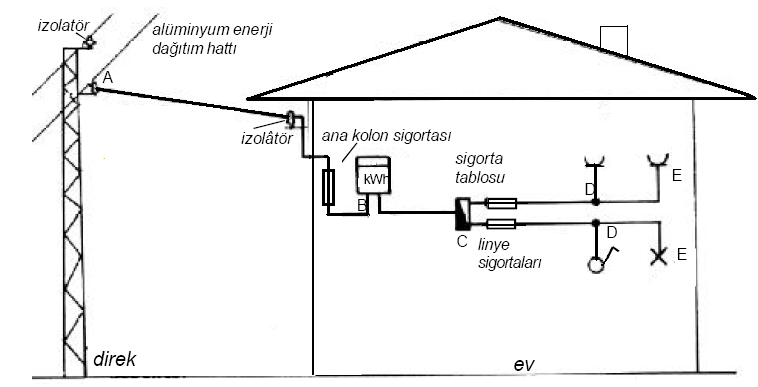 izolatör
alüminyum enerji
dağıtım hattı
A
izolâtör
ana kolon sigortası
kWh
B
sigorta
tablosu
C
linye
sigortaları
D
E
D
E
direk
ev